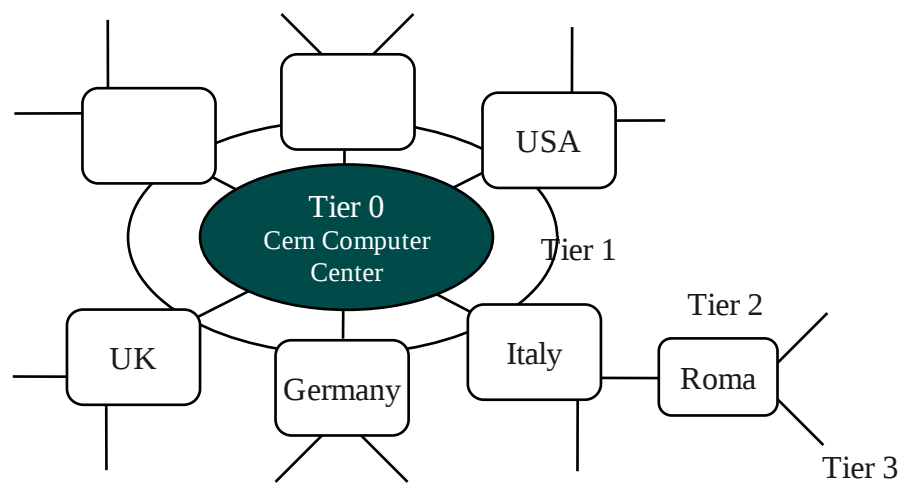 USA
Tier 0
Cern Computer
Center
Tier 1
Tier 2
UK
Italy
Roma
Germany
Tier 3